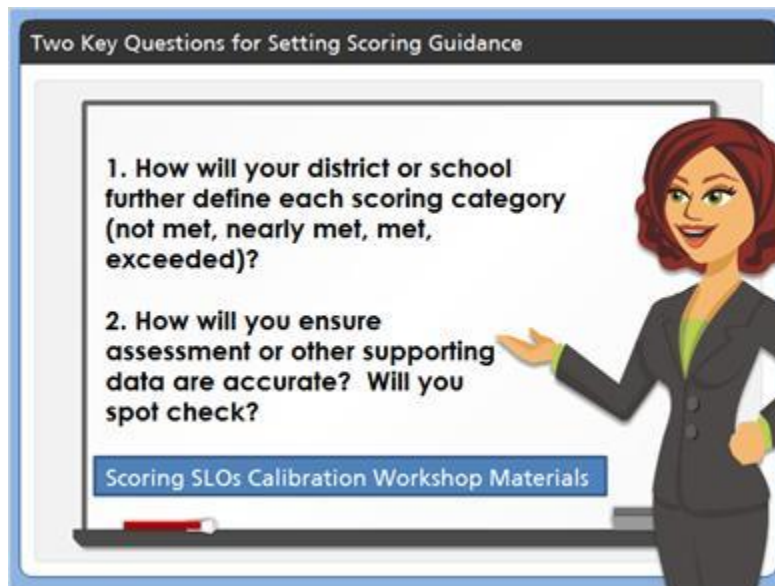 Two Key Questions for Setting Scoring Guidance
1. How will your district or school
further define each scoring category
(not met, nearly met, met,
exceeded)?
2. How will you ensure
assessment or other supporting
data are accurate?  Will you
spot check?
Scoring SLOs Calibration Workshop Materials